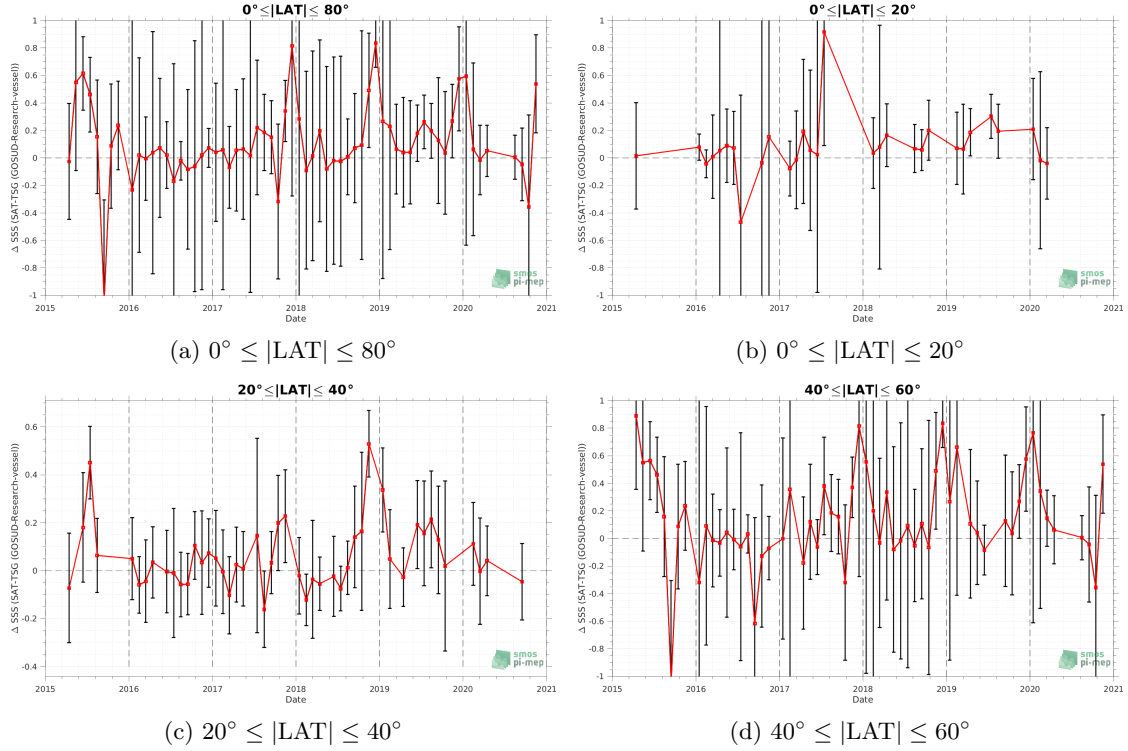 0°≤|LAT|≤ 80°
Δ SSS (SAT-TSG (GOSUD-Research-vessel))
1
0.8
0.6
0.4
0.2
0
-0.2
-0.4
-0.6
-0.8
-1
2015 2016 2017 2018 2019 2020 2021
Date
smos
pi-mep
(a) 0° ≤ |LAT| ≤ 80°
0°≤|LAT|≤ 20°
Δ SSS (SAT-TSG (GOSUD-Research-vessel))
1
0.8
0.6
0.4
0.2
0
-0.2
-0.4
-0.6
-0.8
-1
2015 2016 2017 2018 2019 2020 2021
Date
smos
pi-mep
(b) 0° ≤ |LAT| ≤ 20°
20°≤|LAT|≤ 40°
Δ SSS (SAT-TSG (GOSUD-Research-vessel))
0.6
0.4
0.2
0
-0.2
-0.4
2015 2016 2017 2018 2019 2020 2021
Date
smos
pi-mep
(c) 20° ≤ |LAT| ≤ 40°
40°≤|LAT|≤ 60°
Δ SSS (SAT-TSG (GOSUD-Research-vessel))
1
0.8
0.6
0.4
0.2
0
-0.2
-0.4
-0.6
-0.8
-1
2015 2016 2017 2018 2019 2020 2021
Date
smos
pi-mep
(d) 40° ≤ |LAT| ≤ 60°